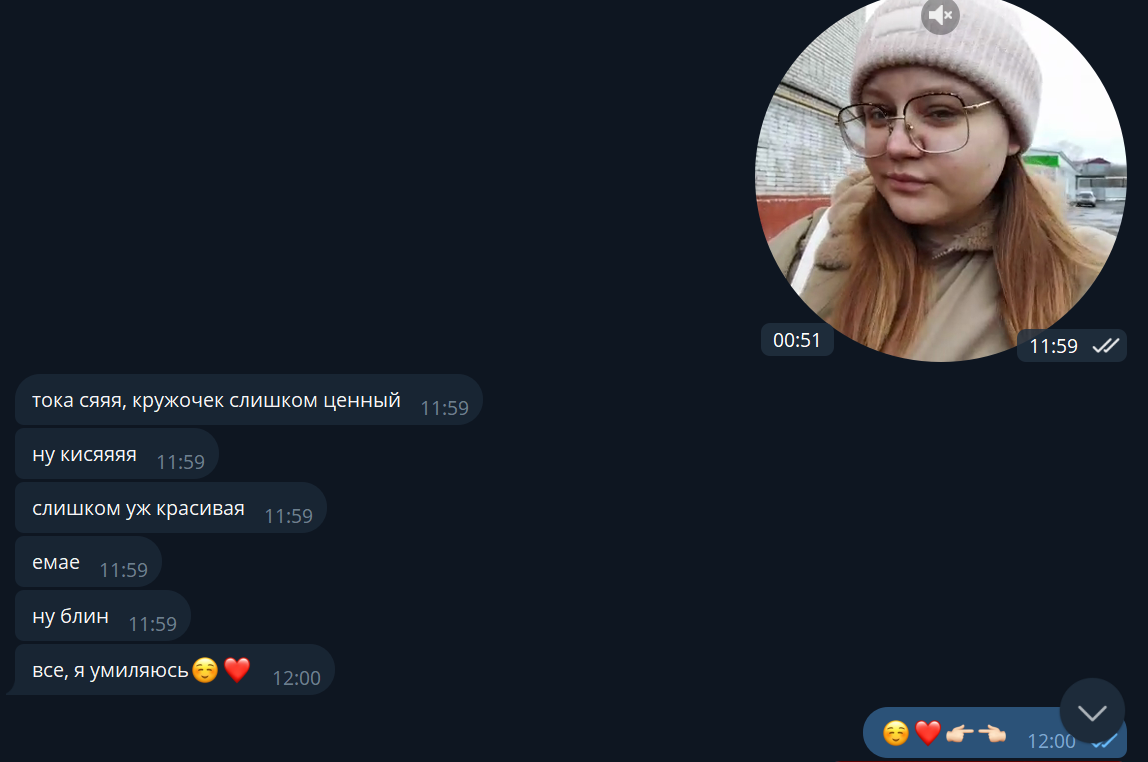 00:51
11:59
тока сяяя, кружочек слишком ценный 11:59
ну кисяяяя 11:59
слишком уж красивая 11:59
емае 11:59
ну блин 11:59
все, я умиляюсь☺️❤️ 12:00
☺️❤️👉🏻👈🏻 12:00